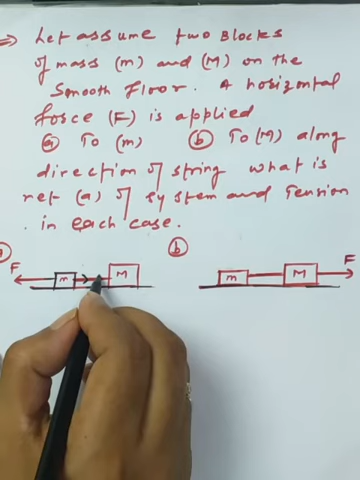 => Let assume two Blocks
of mass (m) and (M) on the
smooth floor. A horizontal
force (F) is applied
ⓐ To (m) ⓑ To (M) along
direction of string what is
net (a) of system and Tension
in each case.
ⓑ
F F
m M m M